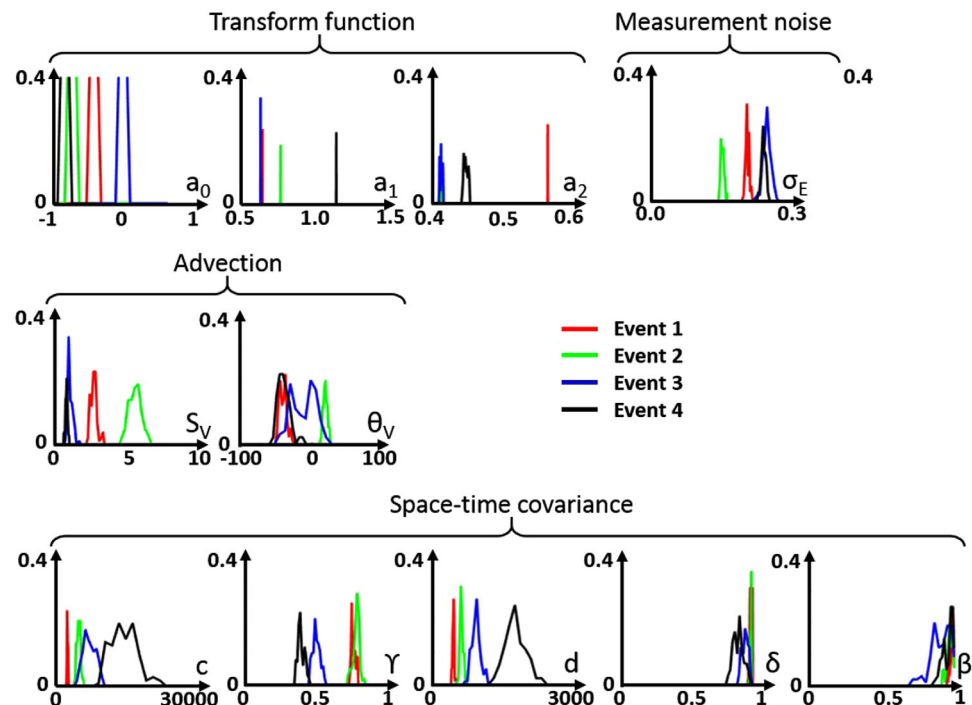 Transform function
Measurement noise
0.4 0.4 0.4 0.4 0.4
0 a₀ 0 a₁ 0 a₂ 0 σE
-1 0 1 0.5 1.0 1.5 0.4 0.5 0.6 0.0 0.3
Advection
0.4 0.4
Event 1
Event 2
Event 3
Event 4
0 SV 0 θV
0 5 10 -100 0 100
Space-time covariance
0.4 0.4 0.4 0.4 0.4
0 c 0 ϒ 0 d 0 δ 0 β
0 30000 0 0.5 1 0 3000 0 0.5 1 0 0.5 1